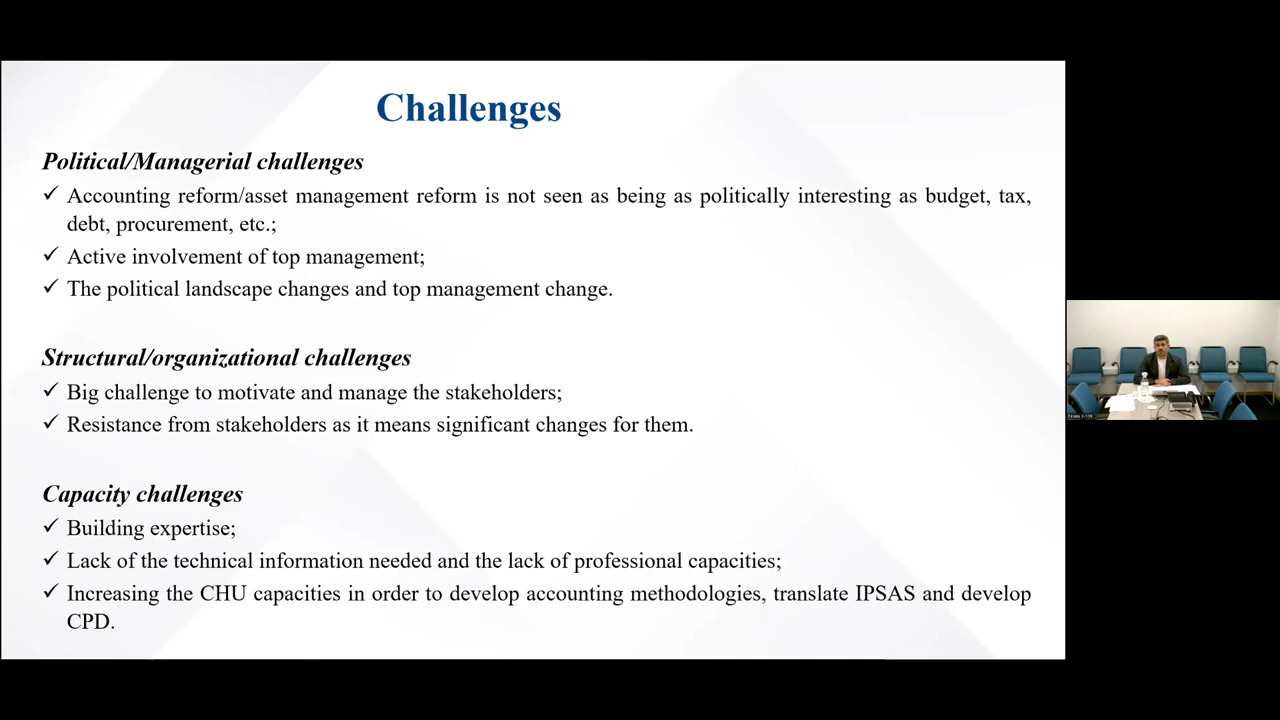 Challenges
Political/Managerial challenges
✓ Accounting reform/asset management reform is not seen as being as politically interesting as budget, tax,
debt, procurement, etc.;
✓ Active involvement of top management;
✓ The political landscape changes and top management change.
Structural/organizational challenges
✓ Big challenge to motivate and manage the stakeholders;
✓ Resistance from stakeholders as it means significant changes for them.
Capacity challenges
✓ Building expertise;
✓ Lack of the technical information needed and the lack of professional capacities;
✓ Increasing the CHU capacities in order to develop accounting methodologies, translate IPSAS and develop
CPD.